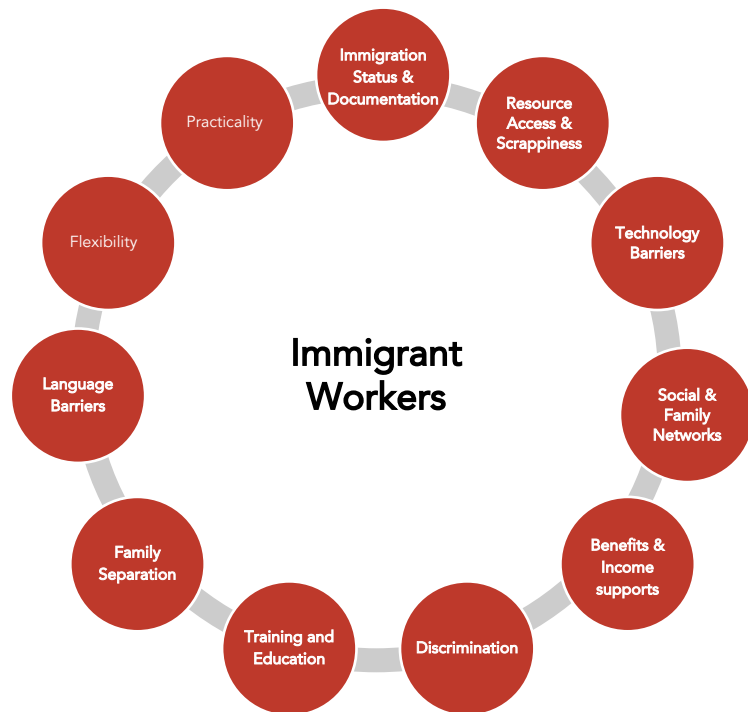 Immigrant
Workers
Immigration
Status &
Documentation
Resource
Access &
Scrappiness
Technology
Barriers
Social &
Family
Networks
Benefits &
Income
supports
Discrimination
Training and
Education
Family
Separation
Language
Barriers
Flexibility
Practicality